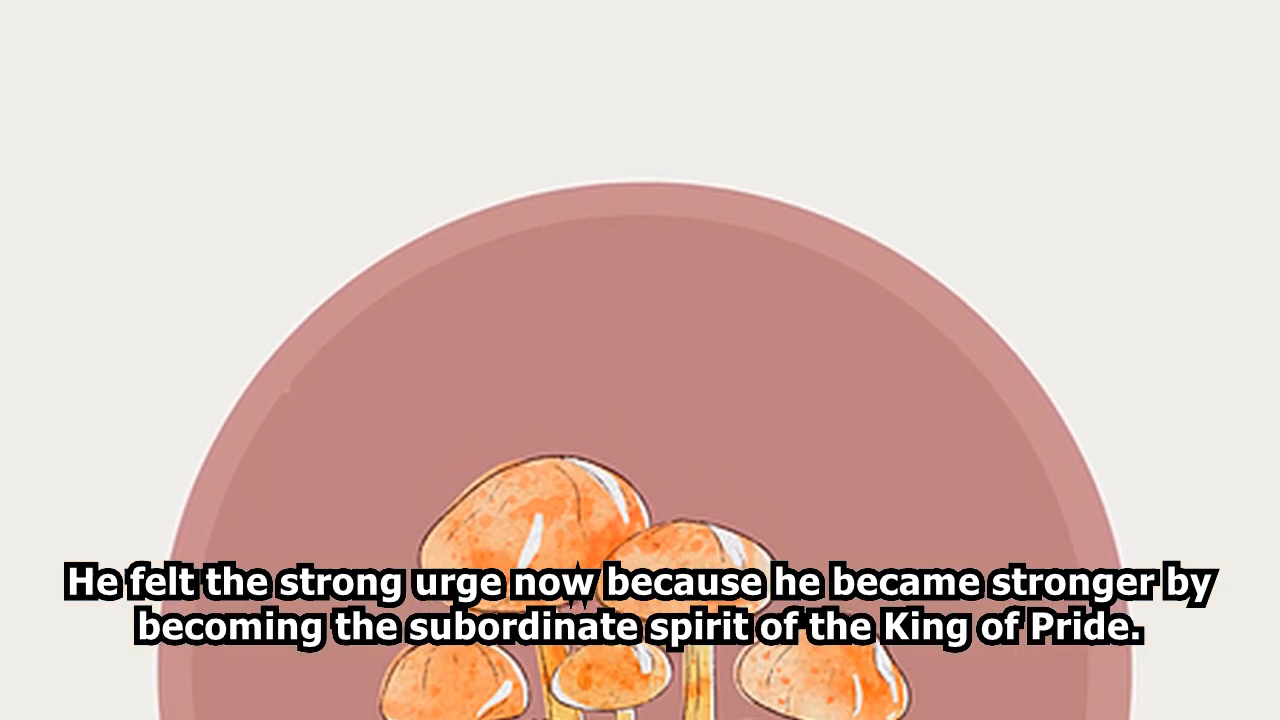 He felt the strong urge now because he became stronger by
becoming the subordinate spirit of the King of Pride.